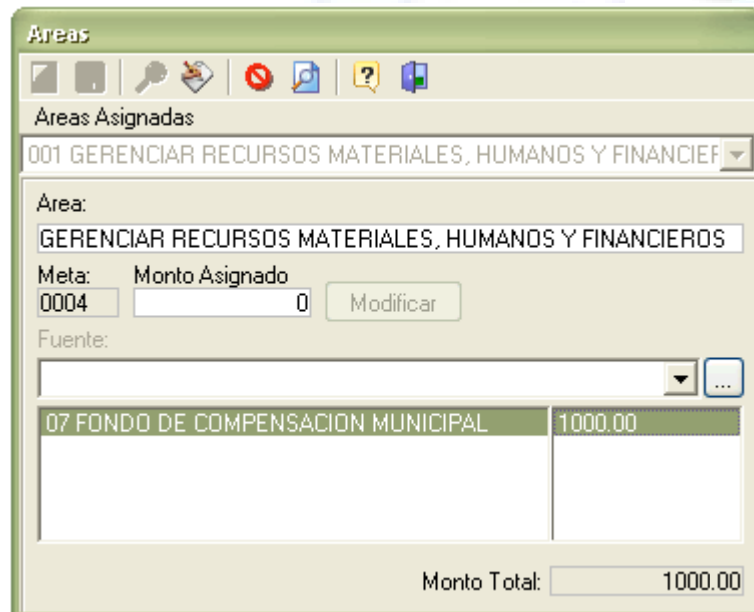 Areas
Areas Asignadas
001 GERENCIAR RECURSOS MATERIALES, HUMANOS Y FINANCIER
Area:
GERENCIAR RECURSOS MATERIALES, HUMANOS Y FINANCIEROS
Meta: Monto Asignado
0004 0 Modificar
Fuente:
...
07 FONDO DE COMPENSACION MUNICIPAL 1000.00
Monto Total: 1000.00